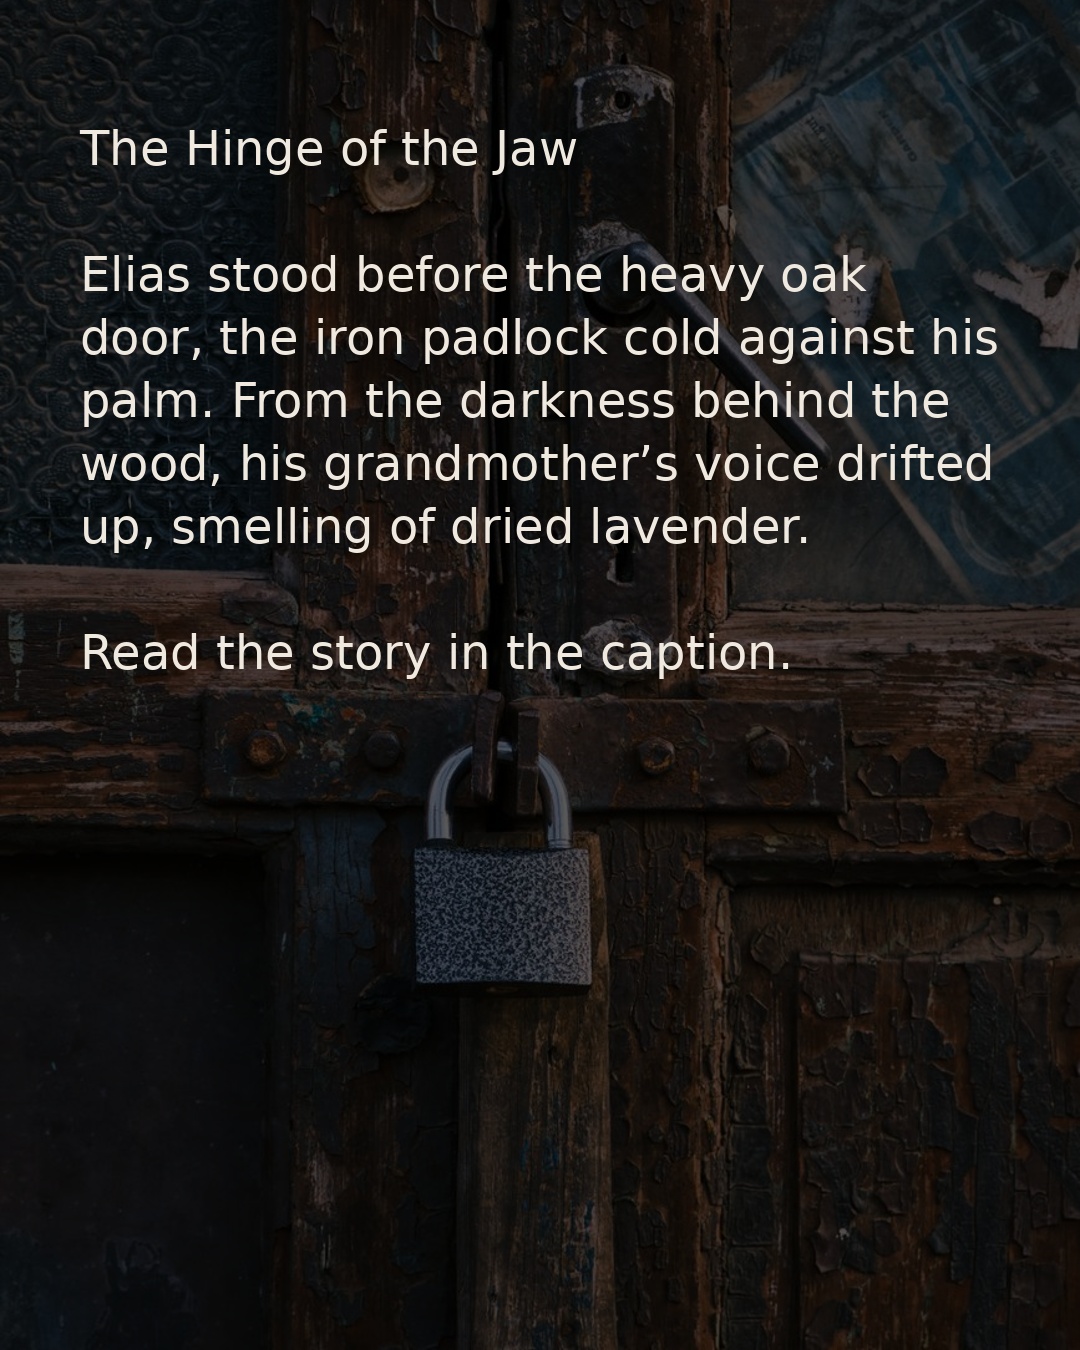 The Hinge of the Jaw
Elias stood before the heavy oak
door, the iron padlock cold against his
palm. From the darkness behind the
wood, his grandmother’s voice drifted
up, smelling of dried lavender.
Read the story in the caption.